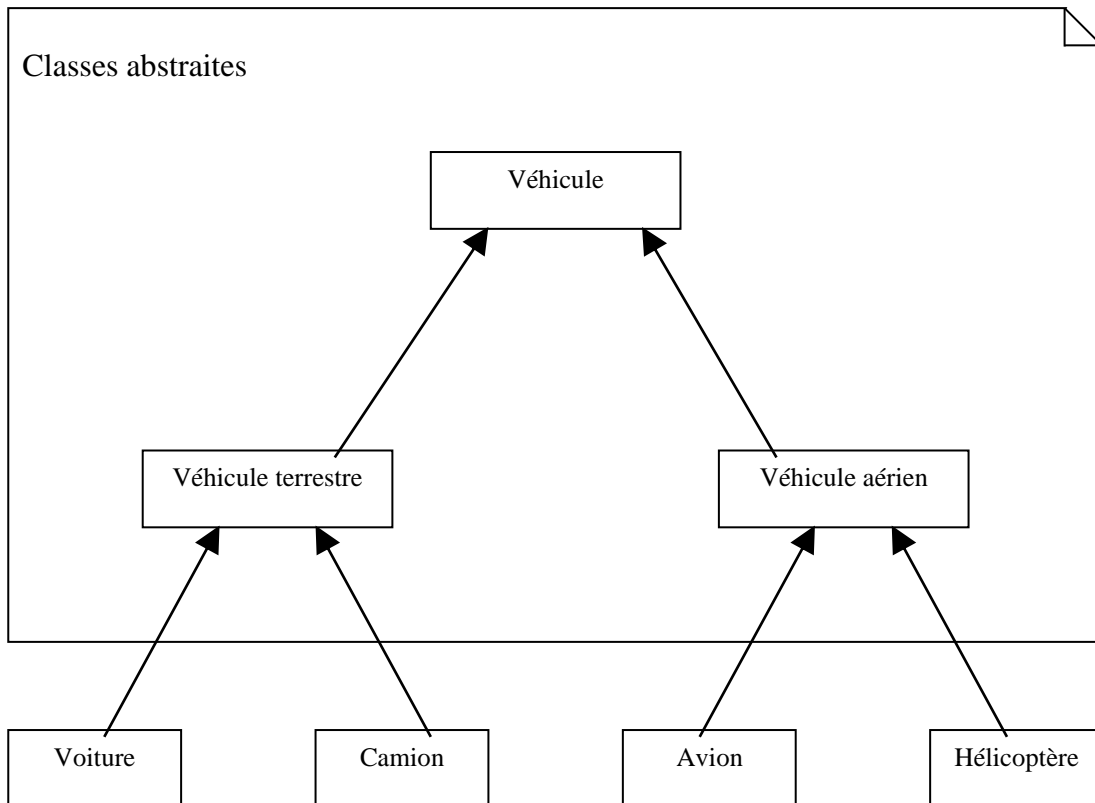 Classes abstraites
Véhicule
Véhicule terrestre
Véhicule aérien
Voiture
Camion
Avion
Hélicoptère